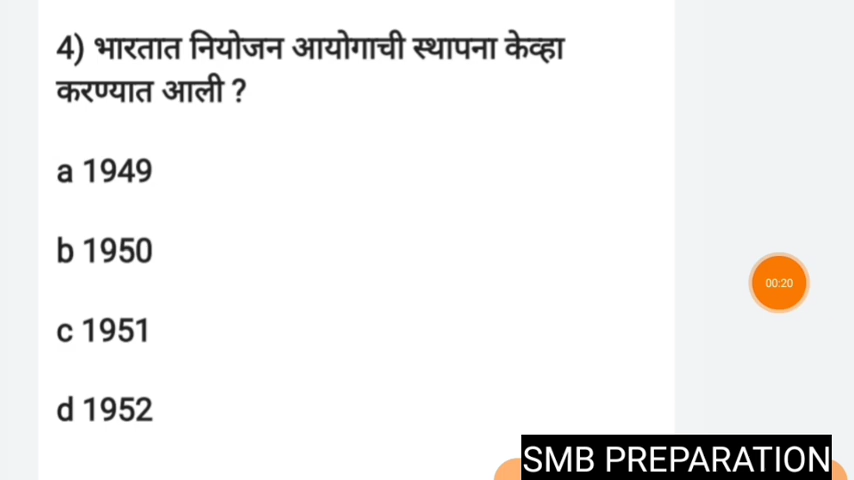 4) भारतात नियोजन आयोगाची स्थापना केव्हा
करण्यात आली ?
a 1949
b 1950
c 1951
d 1952
00:20
SMB PREPARATION